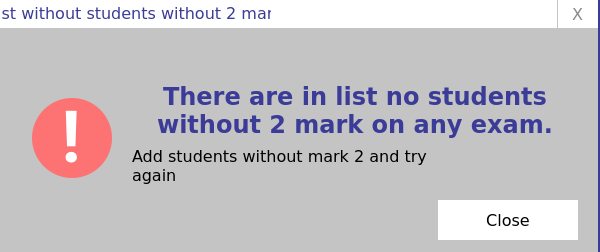 st without students without 2 mar
X
There are in list no students
without 2 mark on any exam.
Add students without mark 2 and try
again
Close